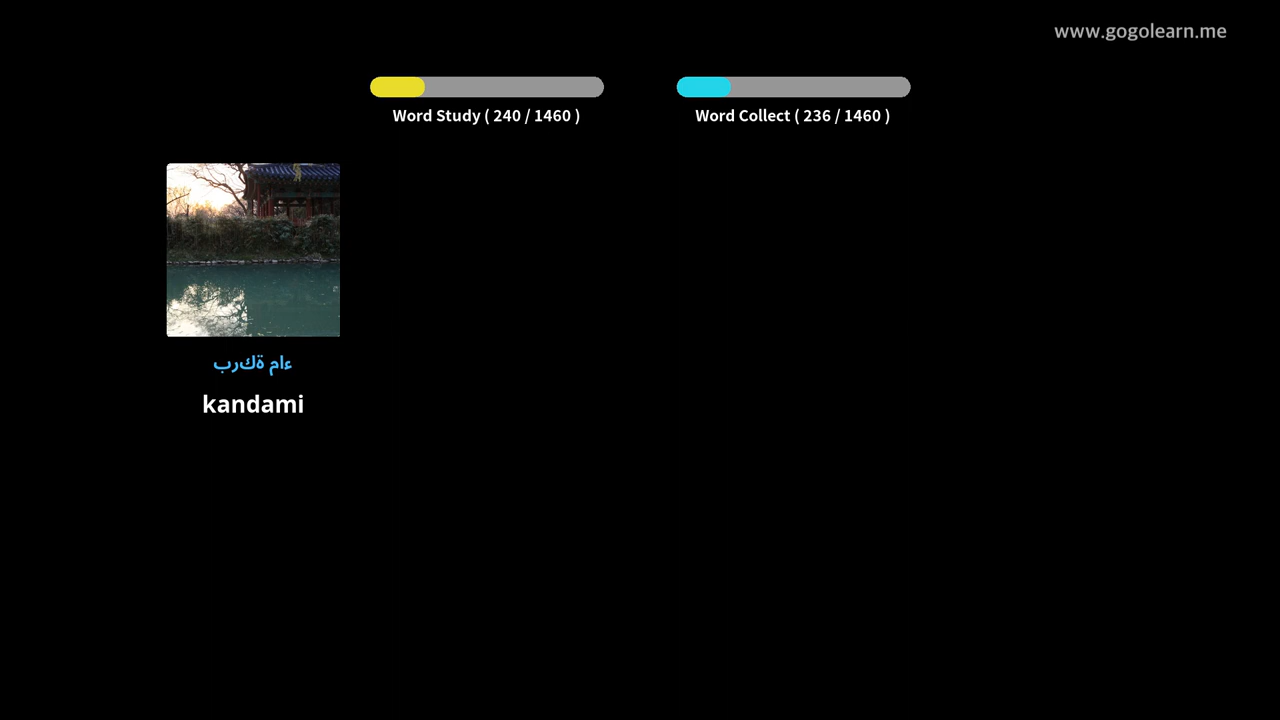 www.gogolearn.me
Word Study ( 240 / 1460 )
Word Collect ( 236 / 1460 )
ءام ةكرب
kandami